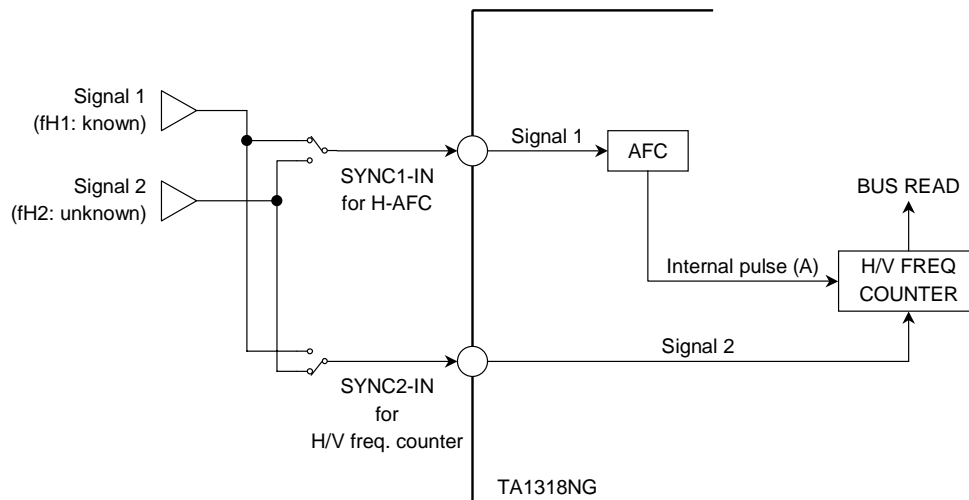 Signal 1
(fH1: known)
Signal 2
(fH2: unknown)
SYNC1-IN
for H-AFC
Signal 1
AFC
BUS READ
Internal pulse (A)
H/V FREQ
COUNTER
Signal 2
SYNC2-IN
for
H/V freq. counter
TA1318NG